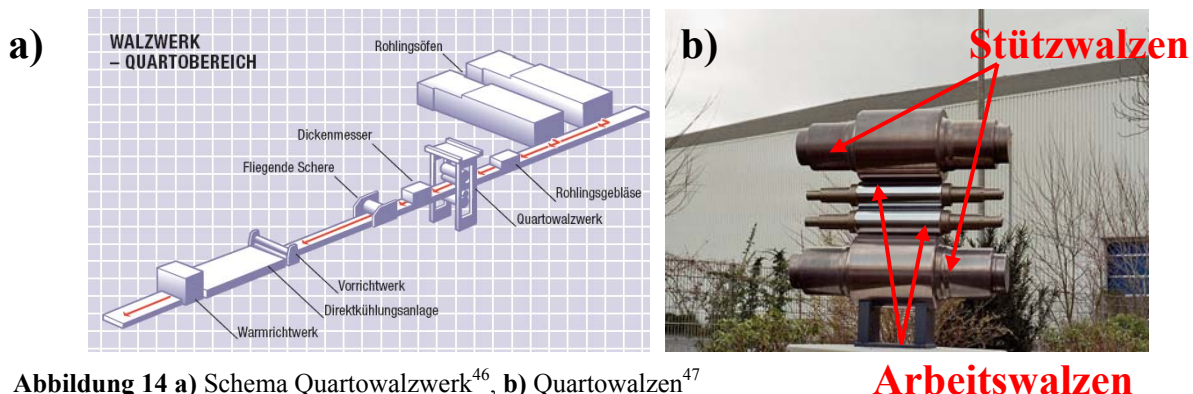 a)
WALZWERK
– QUARTOBEREICH
Rohlingsöfen
Dickenmesser
Fliegende Schere
Rohlingsgebläse
Quartowalzwerk
Vorrichtwerk
Direktkühlungsanlage
Warmrichtwerk
b)
Stützwalzen
Arbeitswalzen
Abbildung 14 a) Schema Quartowalzwerk46, b) Quartowalzen47